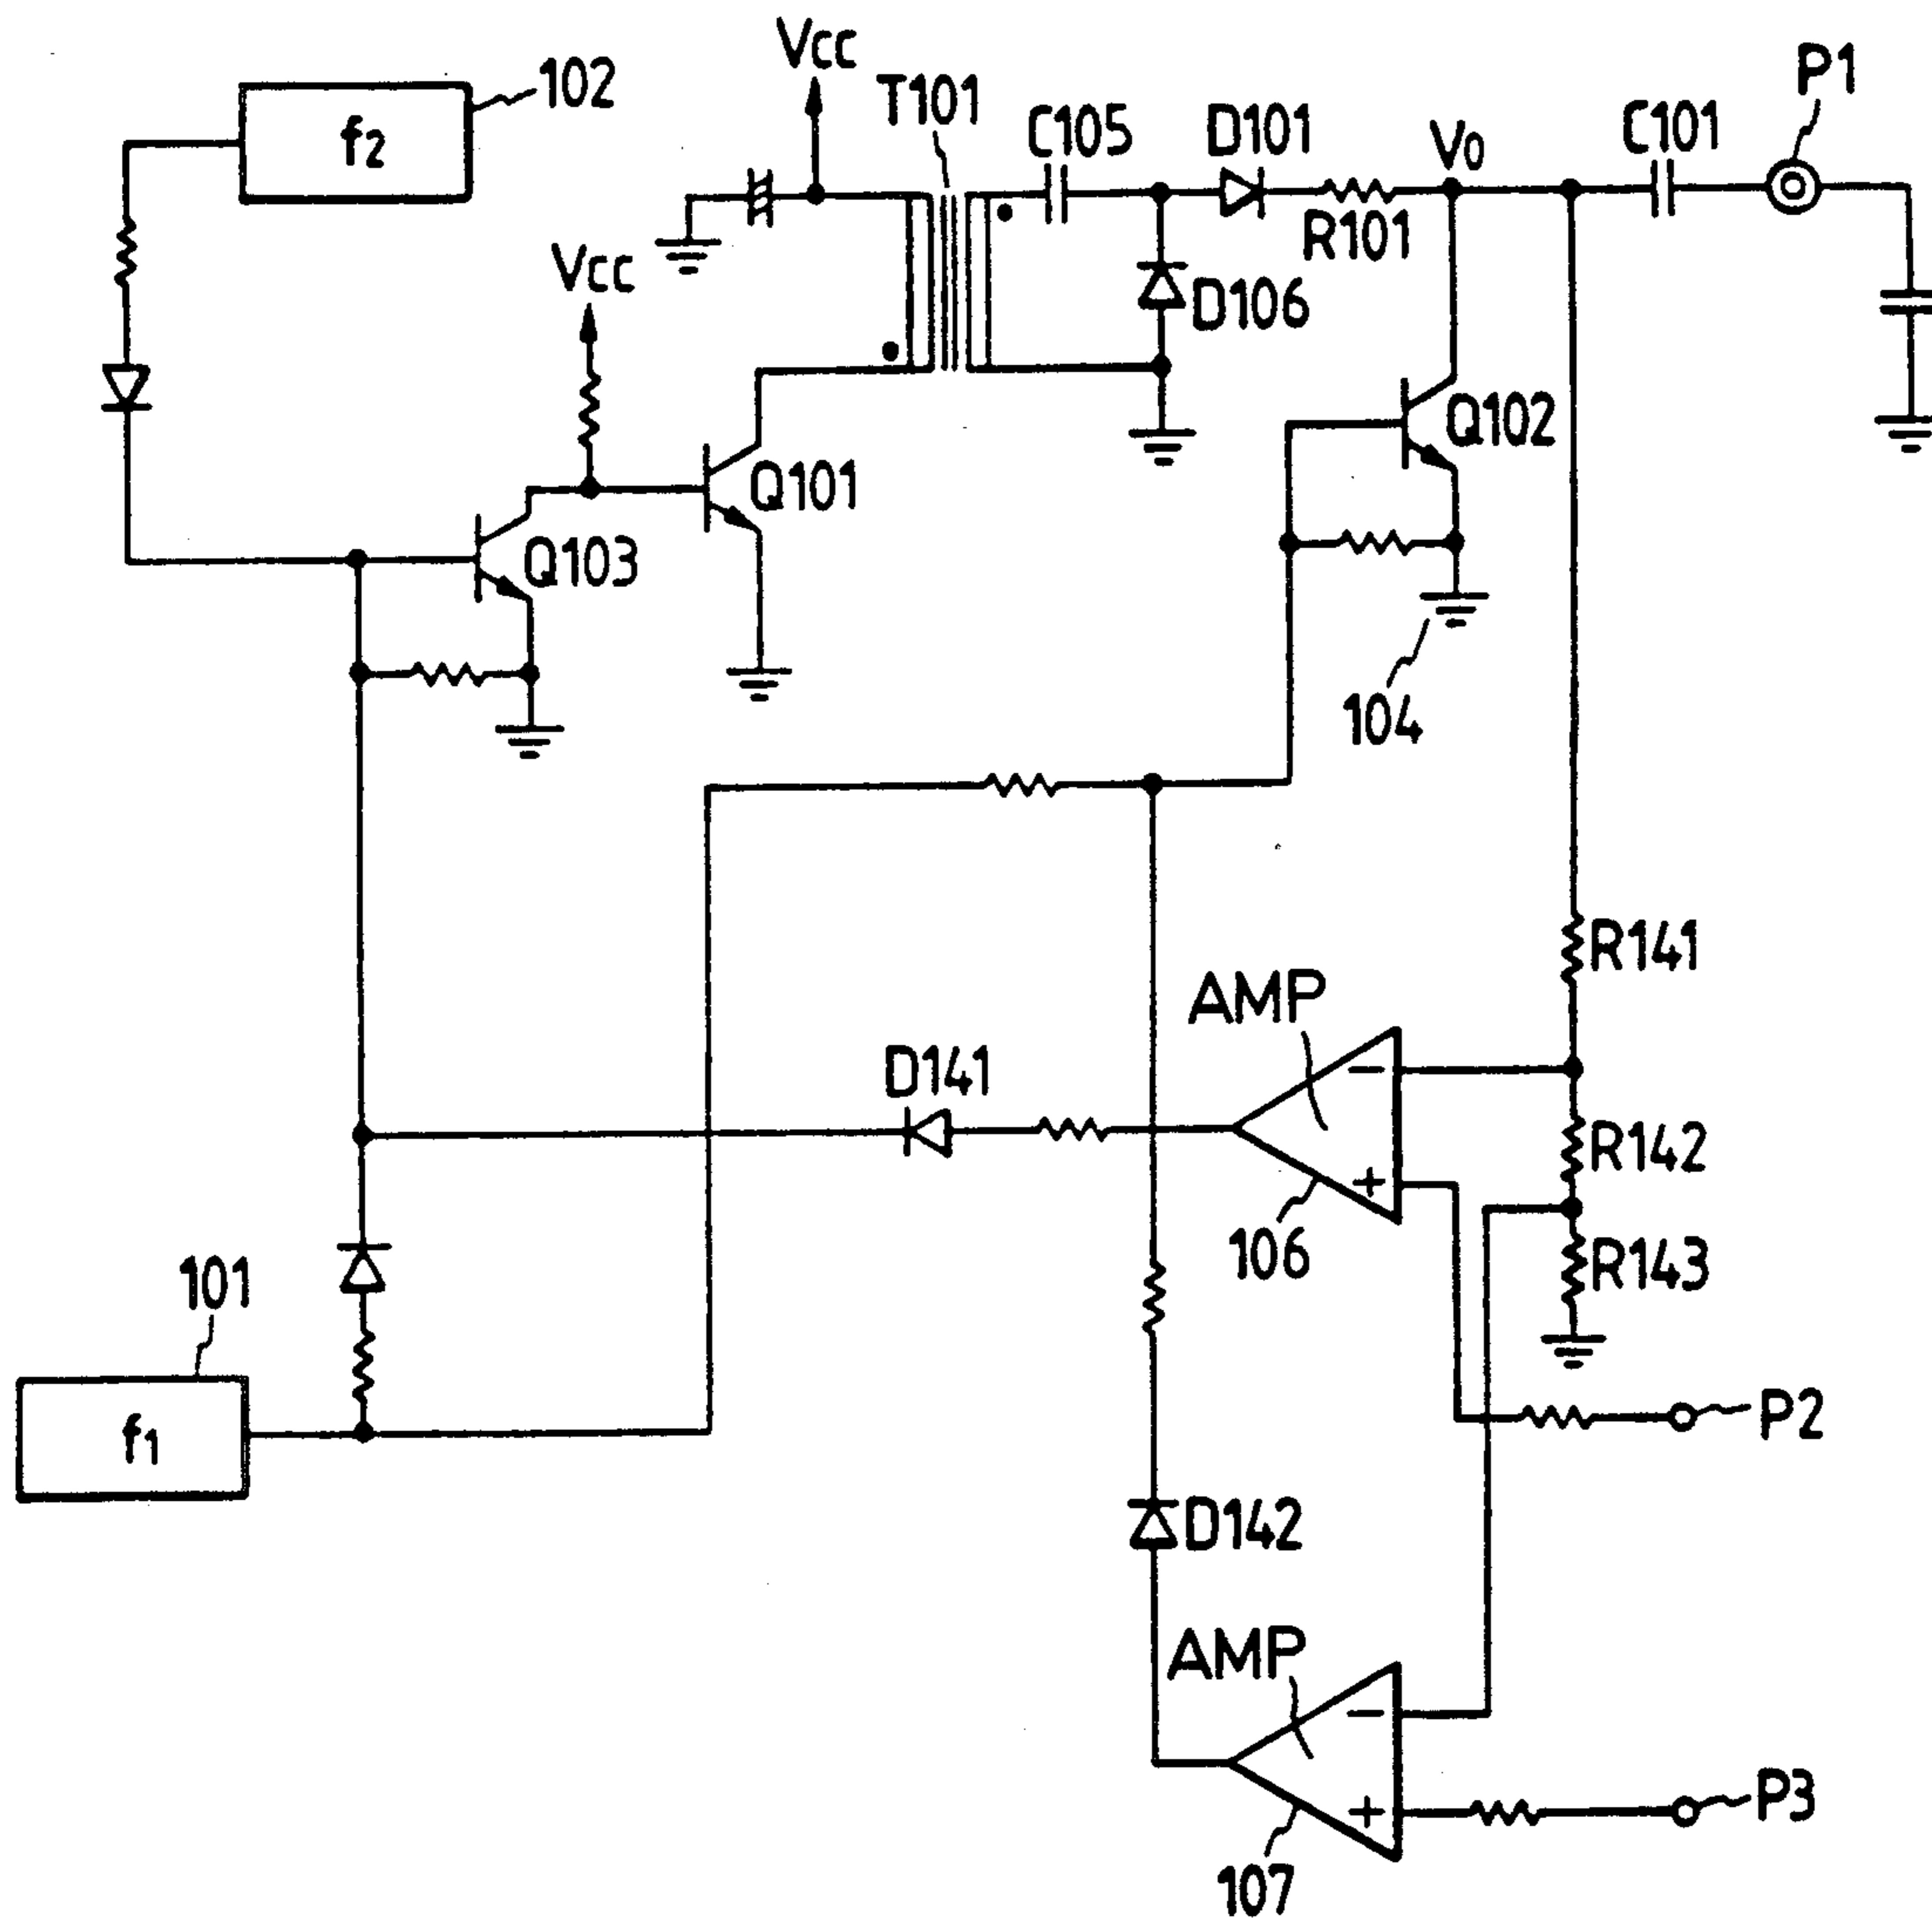 Vcc
P1
102
f2
T101
C105
D101
V0
C101
R101
Vcc
D106
Q102
Q101
Q103
104
R141
AMP
−
D141
R142
+
106
R143
101
P2
f1
D142
AMP
−
P3
+
107